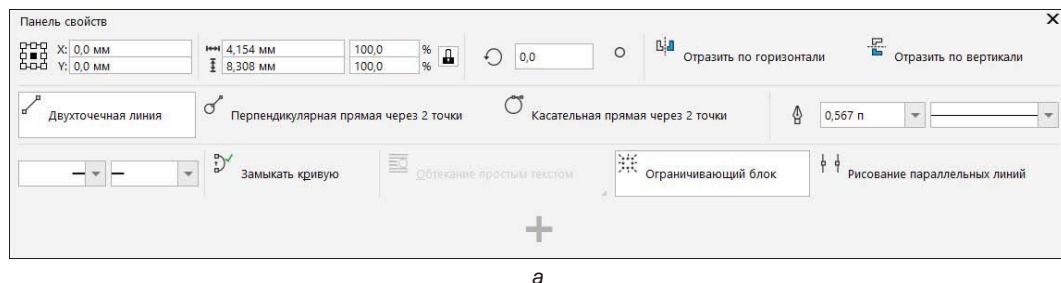 Панель свойств
X: 0,0 мм 4,154 мм 100,0 % 0,0 Отразить по горизонтали Отразить по вертикали
Y: 0,0 мм 8,308 мм 100,0 %
Двухточечная линия Перпендикулярная прямая через 2 точки Касательная прямая через 2 точки 0,567 п
Замыкать кривую Обтекание простым текстом Ограничивающий блок Рисование параллельных линий
а